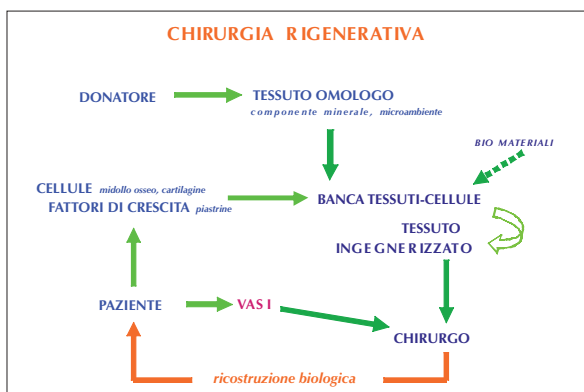 CHIRURGIA RIGENERATIVA
DONATORE
TESSUTO OMOLOGO
componente minerale, microambiente
BIO MATERIALI
CELLULE midollo osseo, cartilagine
FATTORI DI CRESCITA piastrine
BANCA TESSUTI-CELLULE
TESSUTO
INGEGNERIZZATO
PAZIENTE
VASI
CHIRURGO
ricostruzione biologica